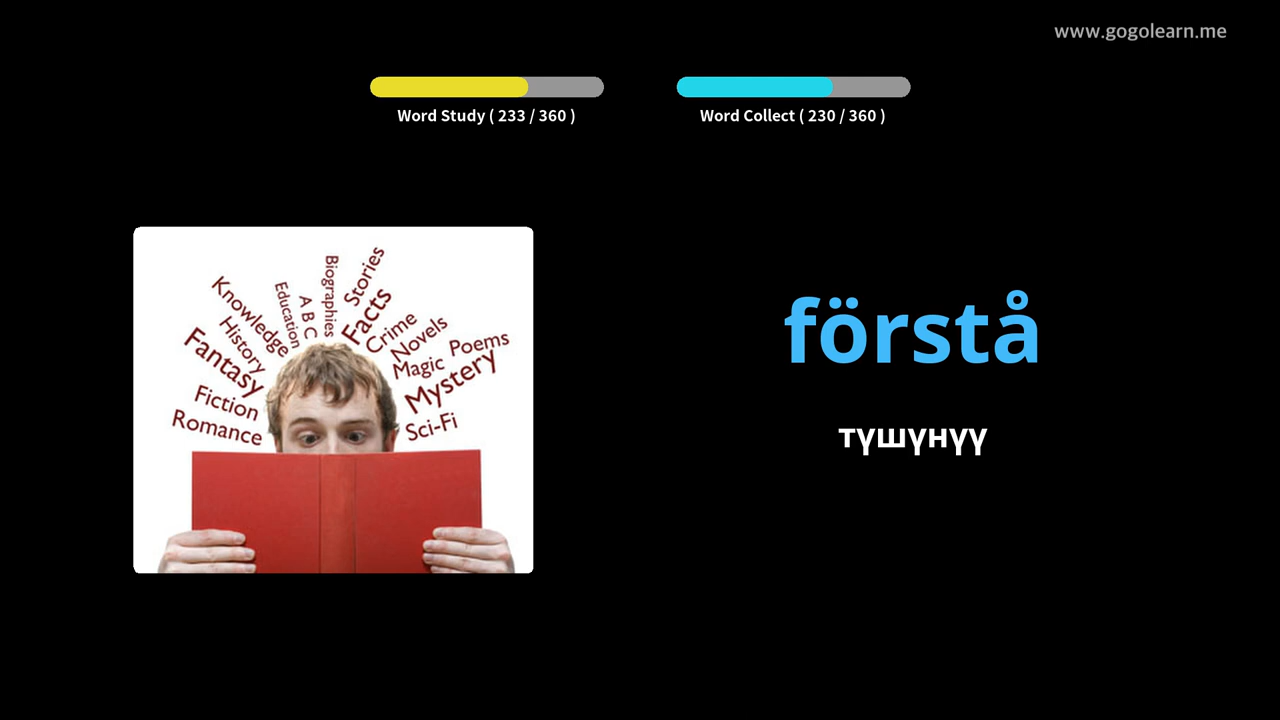 www.gogolearn.me
Word Study ( 233 / 360 )
Word Collect ( 230 / 360 )
Biographies
Stories
Education
A B C
Facts
Knowledge
Crime
History
Novels
Fantasy
Magic
Poems
Mystery
Fiction
Romance
Sci-Fi
förstå
түшүнүү